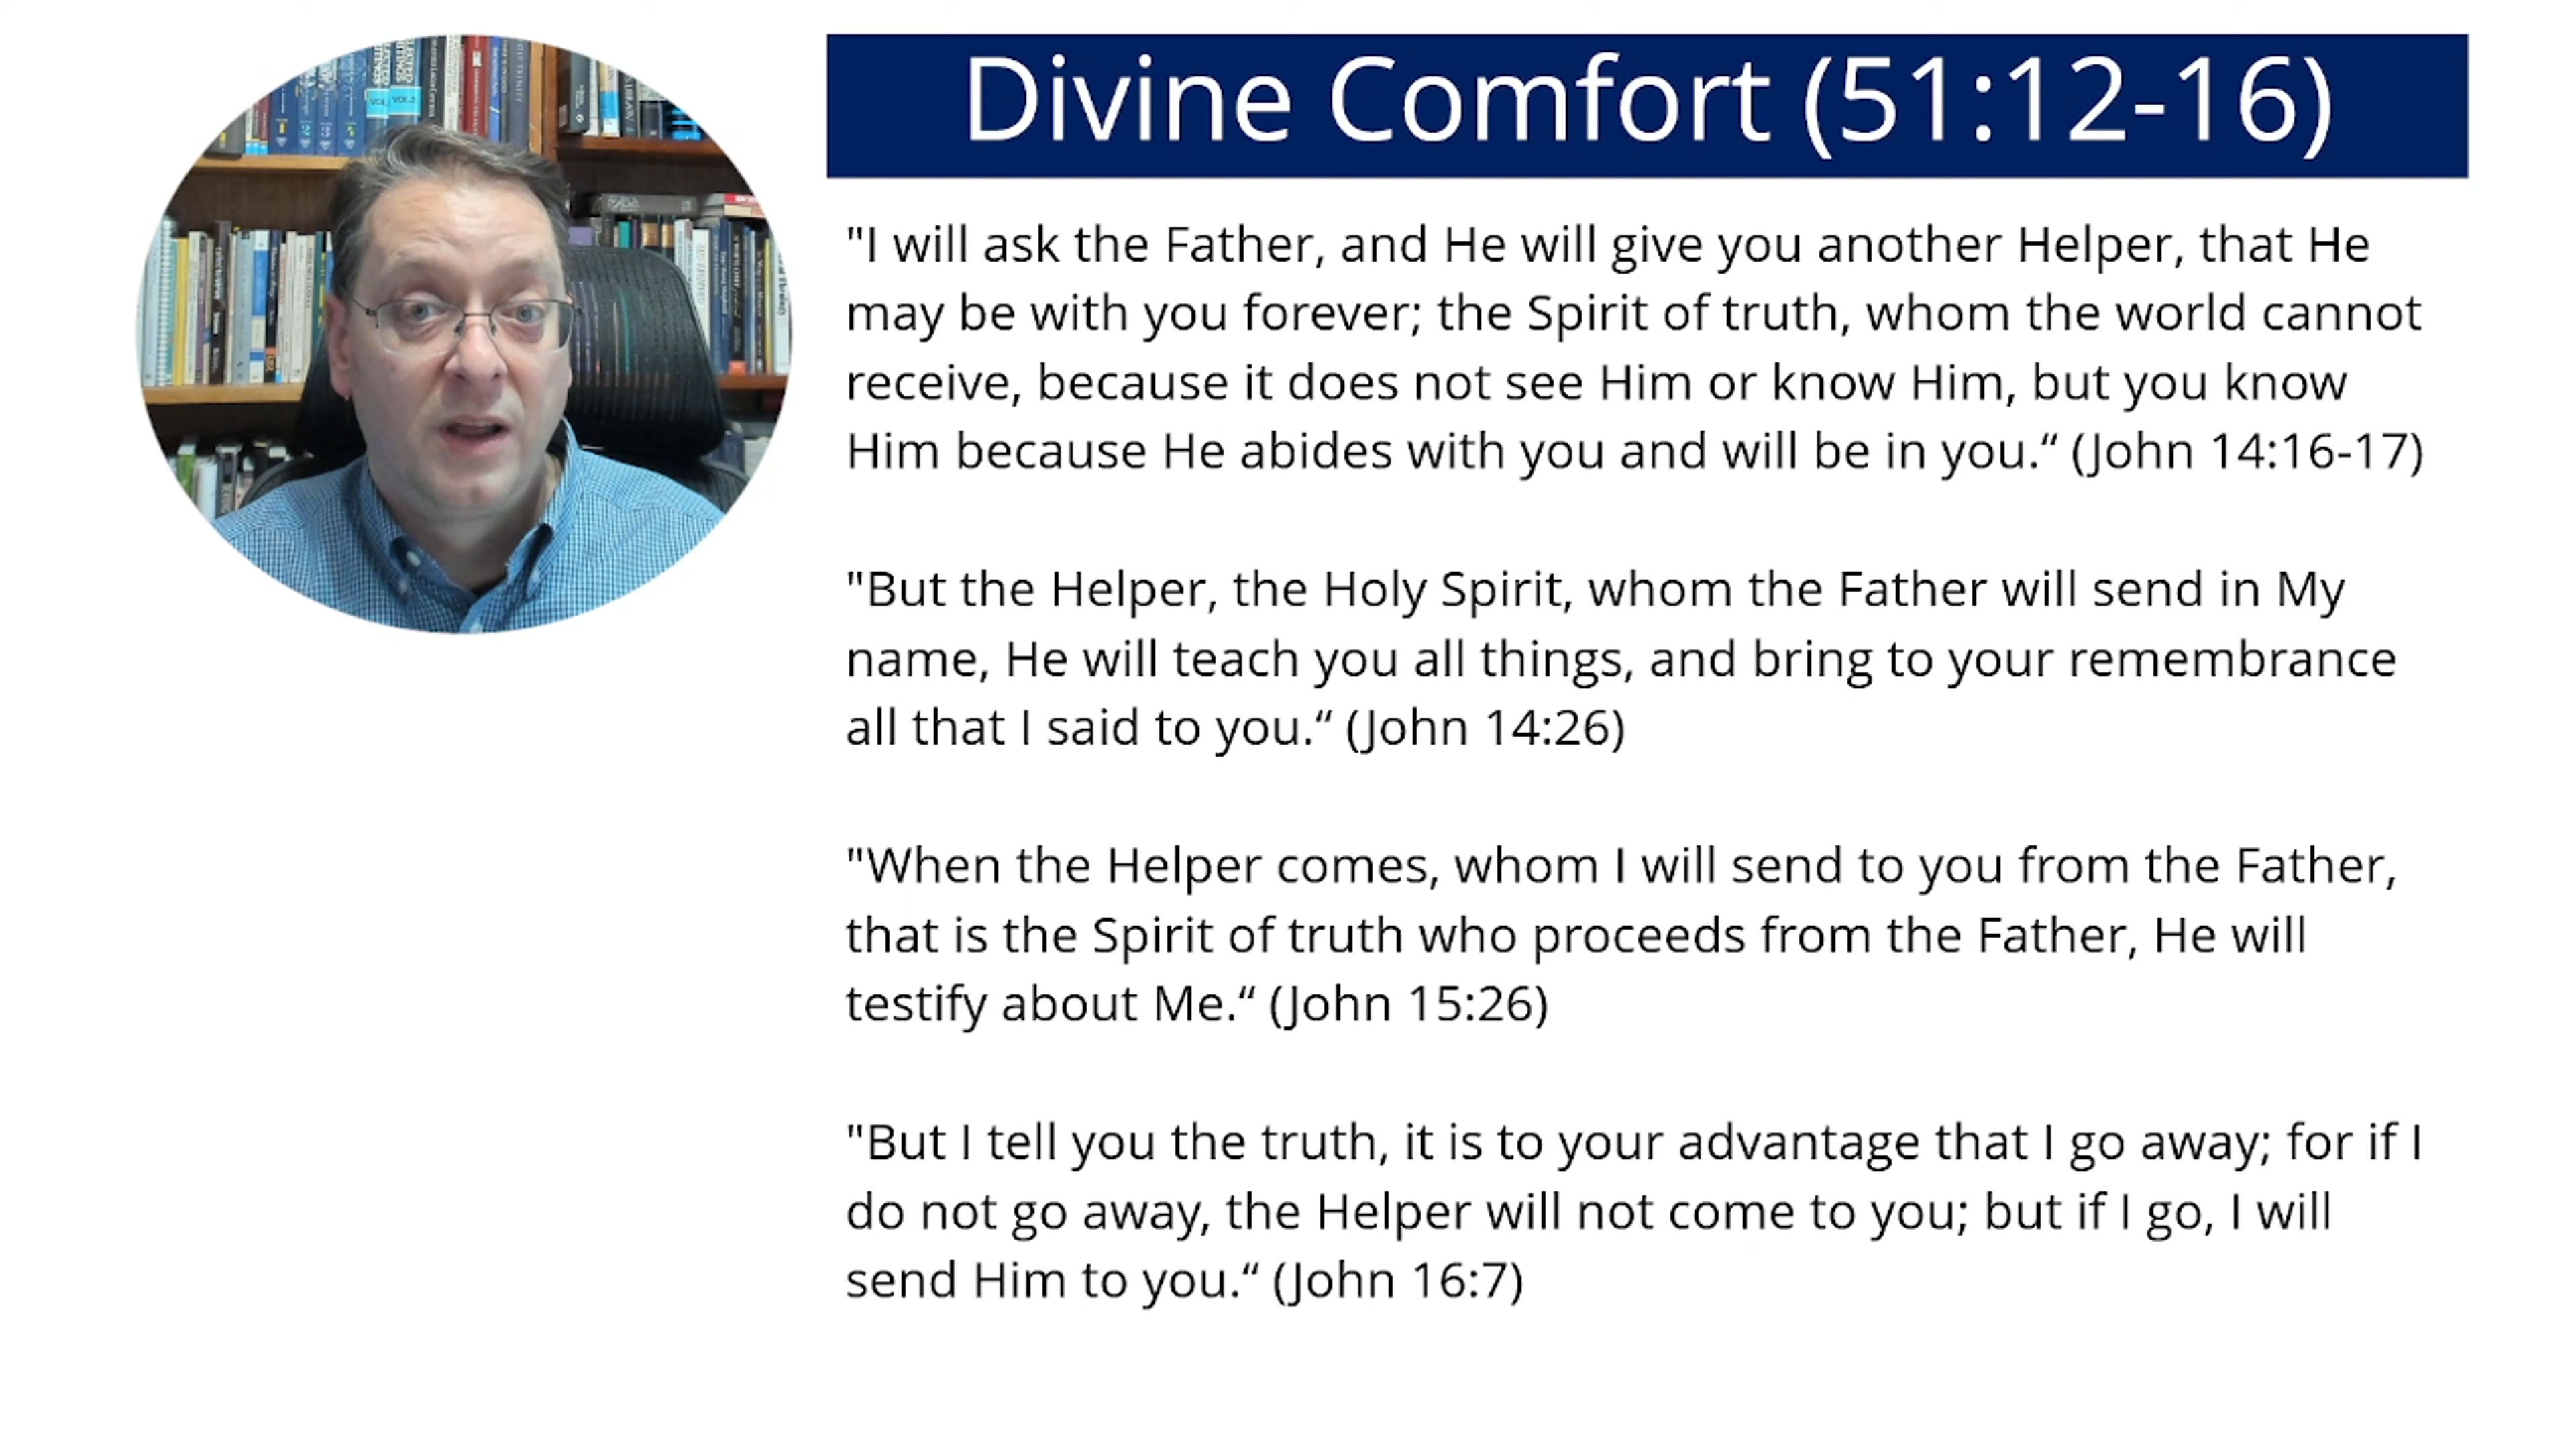 Divine Comfort (51:12-16)
"I will ask the Father, and He will give you another Helper, that He
may be with you forever; the Spirit of truth, whom the world cannot
receive, because it does not see Him or know Him, but you know
Him because He abides with you and will be in you.“ (John 14:16-17)
"But the Helper, the Holy Spirit, whom the Father will send in My
name, He will teach you all things, and bring to your remembrance
all that I said to you.“ (John 14:26)
"When the Helper comes, whom I will send to you from the Father,
that is the Spirit of truth who proceeds from the Father, He will
testify about Me.“ (John 15:26)
"But I tell you the truth, it is to your advantage that I go away; for if I
do not go away, the Helper will not come to you; but if I go, I will
send Him to you.“ (John 16:7)